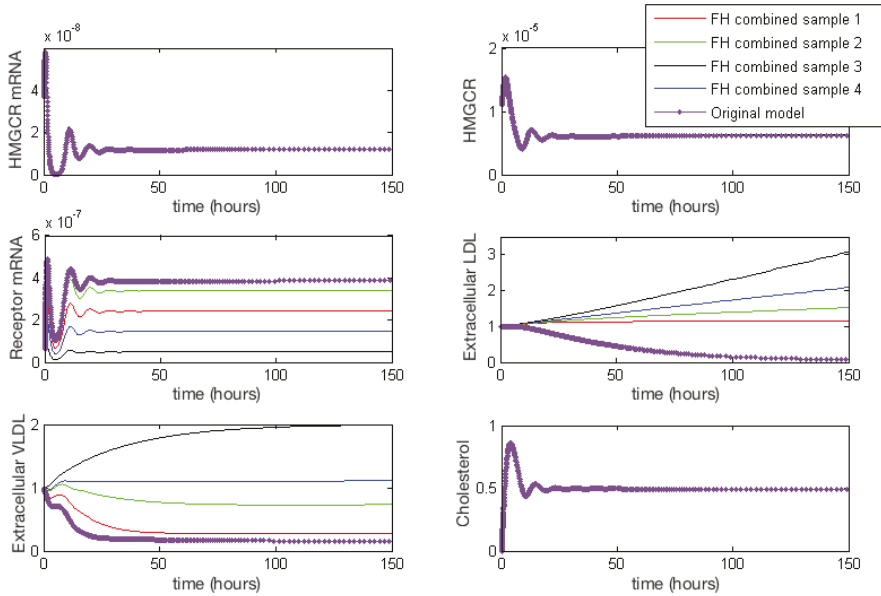 x 10^-8
HMGCR mRNA
6
4
2
0
0 50 100 150
time (hours)
x 10^-5
HMGCR
2
1
0
0 50 100 150
time (hours)
FH combined sample 1
FH combined sample 2
FH combined sample 3
FH combined sample 4
Original model
x 10^-7
Receptor mRNA
6
4
2
0
0 50 100 150
time (hours)
Extracellular LDL
3
2
1
0
0 50 100 150
time (hours)
Extracellular VLDL
2
1
0
0 50 100 150
time (hours)
Cholesterol
1
0.5
0
0 50 100 150
time (hours)